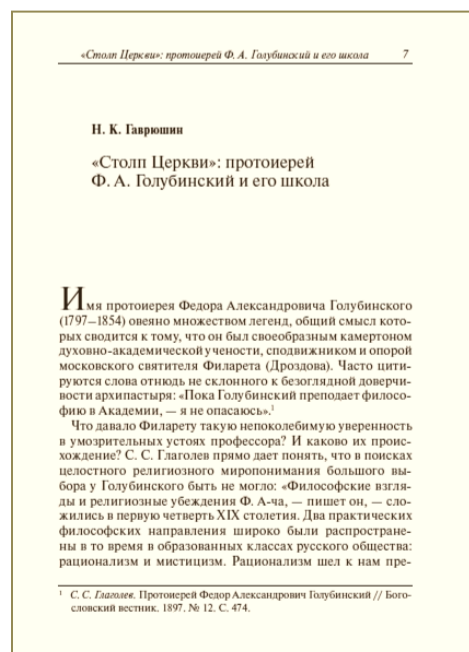 «Столп Церкви»: протоиерей Ф. А. Голубинский и его школа 7
Н. К. Гаврюшин
«Столп Церкви»: протоиерей
Ф. А. Голубинский и его школа
Имя протоиерея Федора Александровича Голубинского
(1797–1854) овеяно множеством легенд, общий смысл кото-
рых сводится к тому, что он был своеобразным камертоном
духовно-академической учености, сподвижником и опорой
московского святителя Филарета (Дроздова). Часто цити-
руются слова отнюдь не склонного к безоглядной доверчи-
вости архипастыря: «Пока Голубинский преподает филосо-
фию в Академии, — я не опасаюсь».¹
Что давало Филарету такую непоколебимую уверенность
в умозрительных устоях профессора? И каково их проис-
хождение? С. С. Глаголев прямо дает понять, что в поисках
целостного религиозного миропонимания большого вы-
бора у Голубинского быть не могло: «Философские взгля-
ды и религиозные убеждения Ф. А-ча, — пишет он, — сло-
жились в первую четверть XIX столетия. Два практических
философских направления широко были распростране-
ны в то время в образованных классах русского общества:
рационализм и мистицизм. Рационализм шел к нам пре-
¹ С. С. Глаголев. Протоиерей Федор Александрович Голубинский // Бого-
словский вестник. 1897. № 12. С. 474.